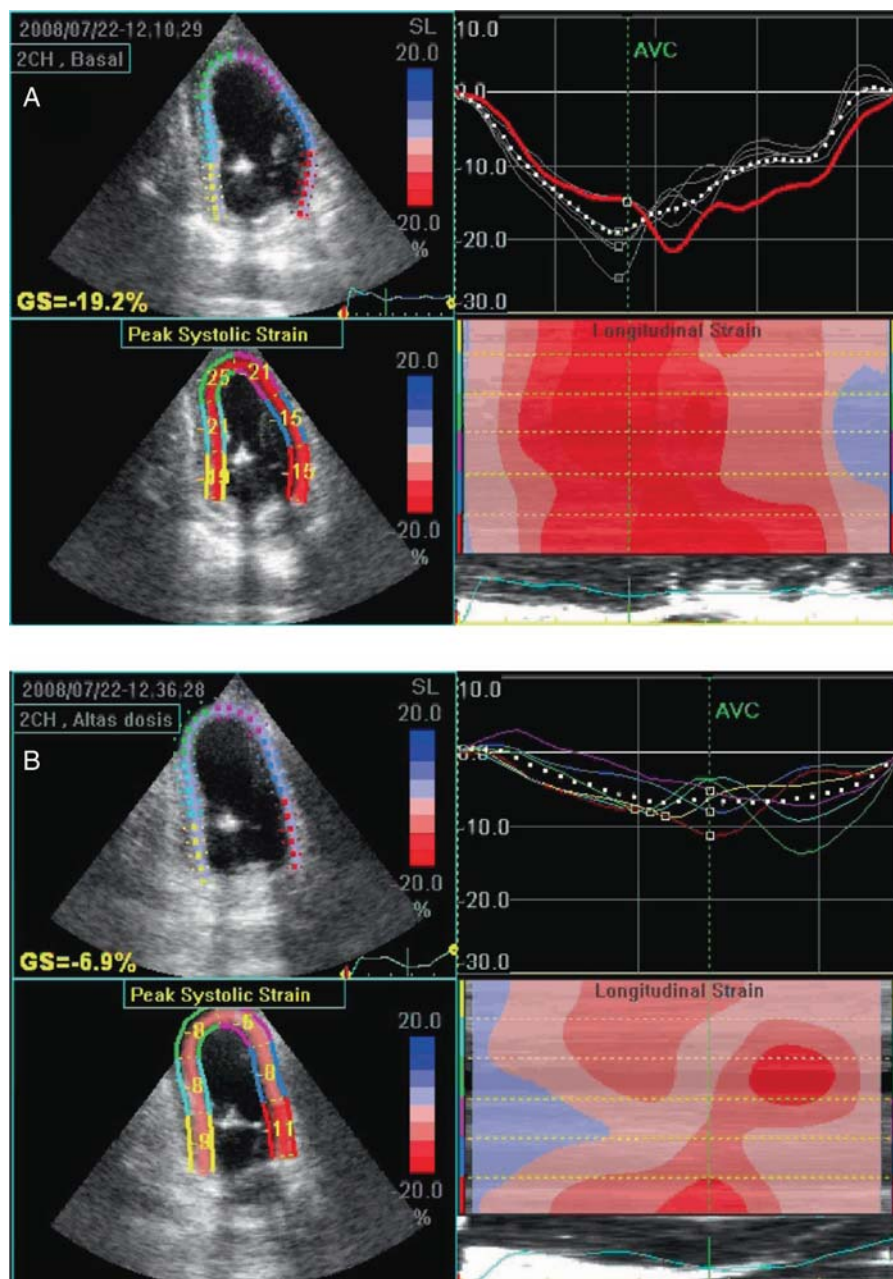 2008/07/22-12,10,29
2CH , Basal
A
SL
20.0
-20.0
%
GS=-19.2%
10.0
0.0
-10.0
-20.0
-30.0
AVC
Peak Systolic Strain
-25
21
-21
-15
-15
20.0
-20.0
%
Longitudinal Strain
2008/07/22-12,36,28
2CH , Altas dosis
B
SL
20.0
-20.0
%
GS=-6.9%
10.0
0.0
-10.0
-20.0
-30.0
AVC
Peak Systolic Strain
-8
-8
-8
-9
-11
20.0
-20.0
%
Longitudinal Strain